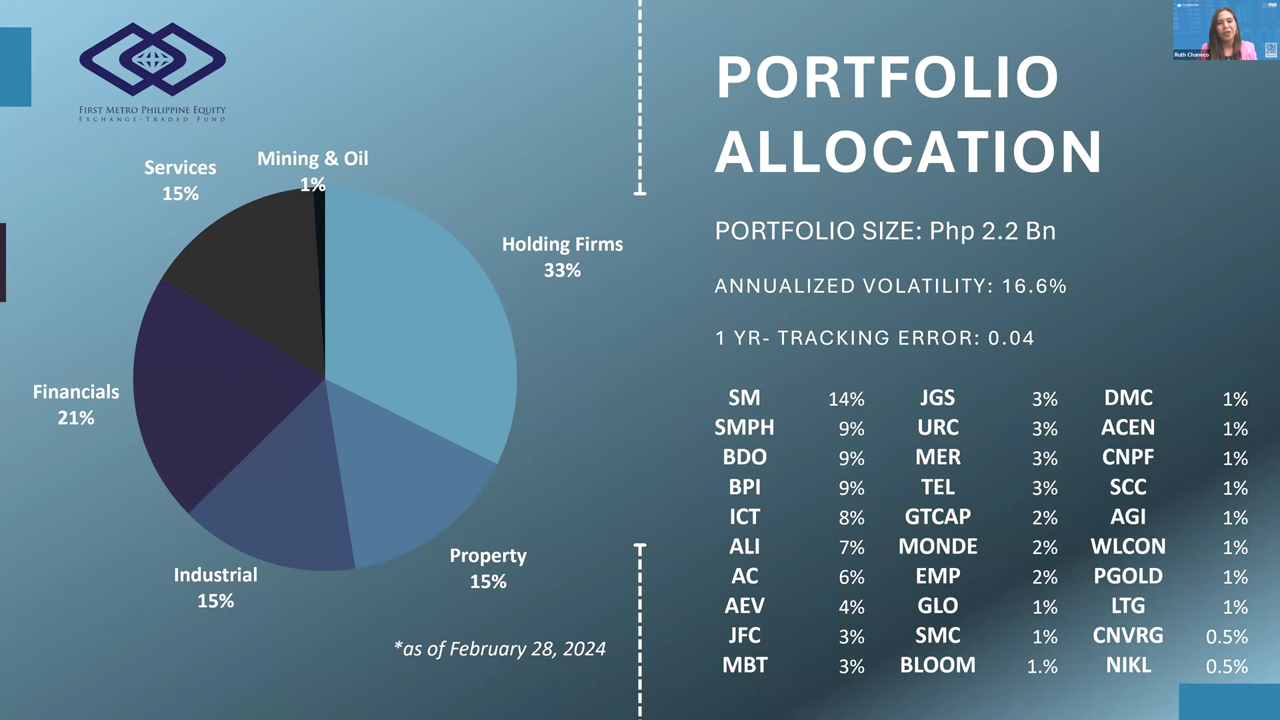 FIRST METRO PHILIPPINE EQUITY
EXCHANGE-TRADED FUND
Services
15%
Mining & Oil
1%
Holding Firms
33%
Financials
21%
Industrial
15%
Property
15%
*as of February 28, 2024
PORTFOLIO
ALLOCATION
PORTFOLIO SIZE: Php 2.2 Bn
ANNUALIZED VOLATILITY: 16.6%
1 YR- TRACKING ERROR: 0.04
SM 14% JGS 3% DMC 1%
SMPH 9% URC 3% ACEN 1%
BDO 9% MER 3% CNPF 1%
BPI 9% TEL 3% SCC 1%
ICT 8% GTCAP 2% AGI 1%
ALI 7% MONDE 2% WLCON 1%
AC 6% EMP 2% PGOLD 1%
AEV 4% GLO 1% LTG 1%
JFC 3% SMC 1% CNVRG 0.5%
MBT 3% BLOOM 1.% NIKL 0.5%
Ruth Chaneco